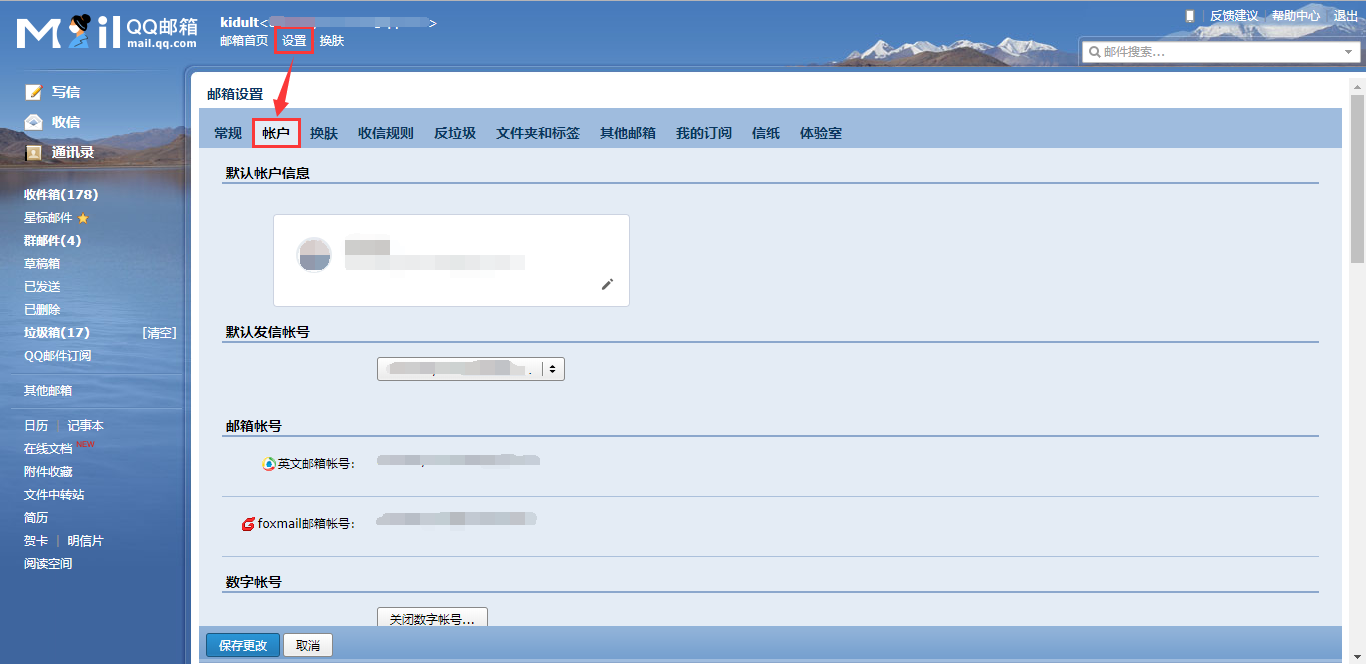 Mail QQ邮箱
mail.qq.com
kidult<
>
邮箱首页 设置 换肤
反馈建议 帮助中心 退出
邮件搜索...
写信
收信
通讯录
收件箱(178)
星标邮件
群邮件(4)
草稿箱
已发送
已删除
垃圾箱(17) [清空]
QQ邮件订阅
其他邮箱
日历 | 记事本
在线文档 NEW
附件收藏
文件中转站
简历
贺卡 | 明信片
阅读空间
邮箱设置
常规 帐户 换肤 收信规则 反垃圾 文件夹和标签 其他邮箱 我的订阅 信纸 体验室
默认帐户信息
默认发信帐号
邮箱帐号
英文邮箱帐号：
foxmail邮箱帐号：
数字帐号
关闭数字帐号...
保存更改 取消